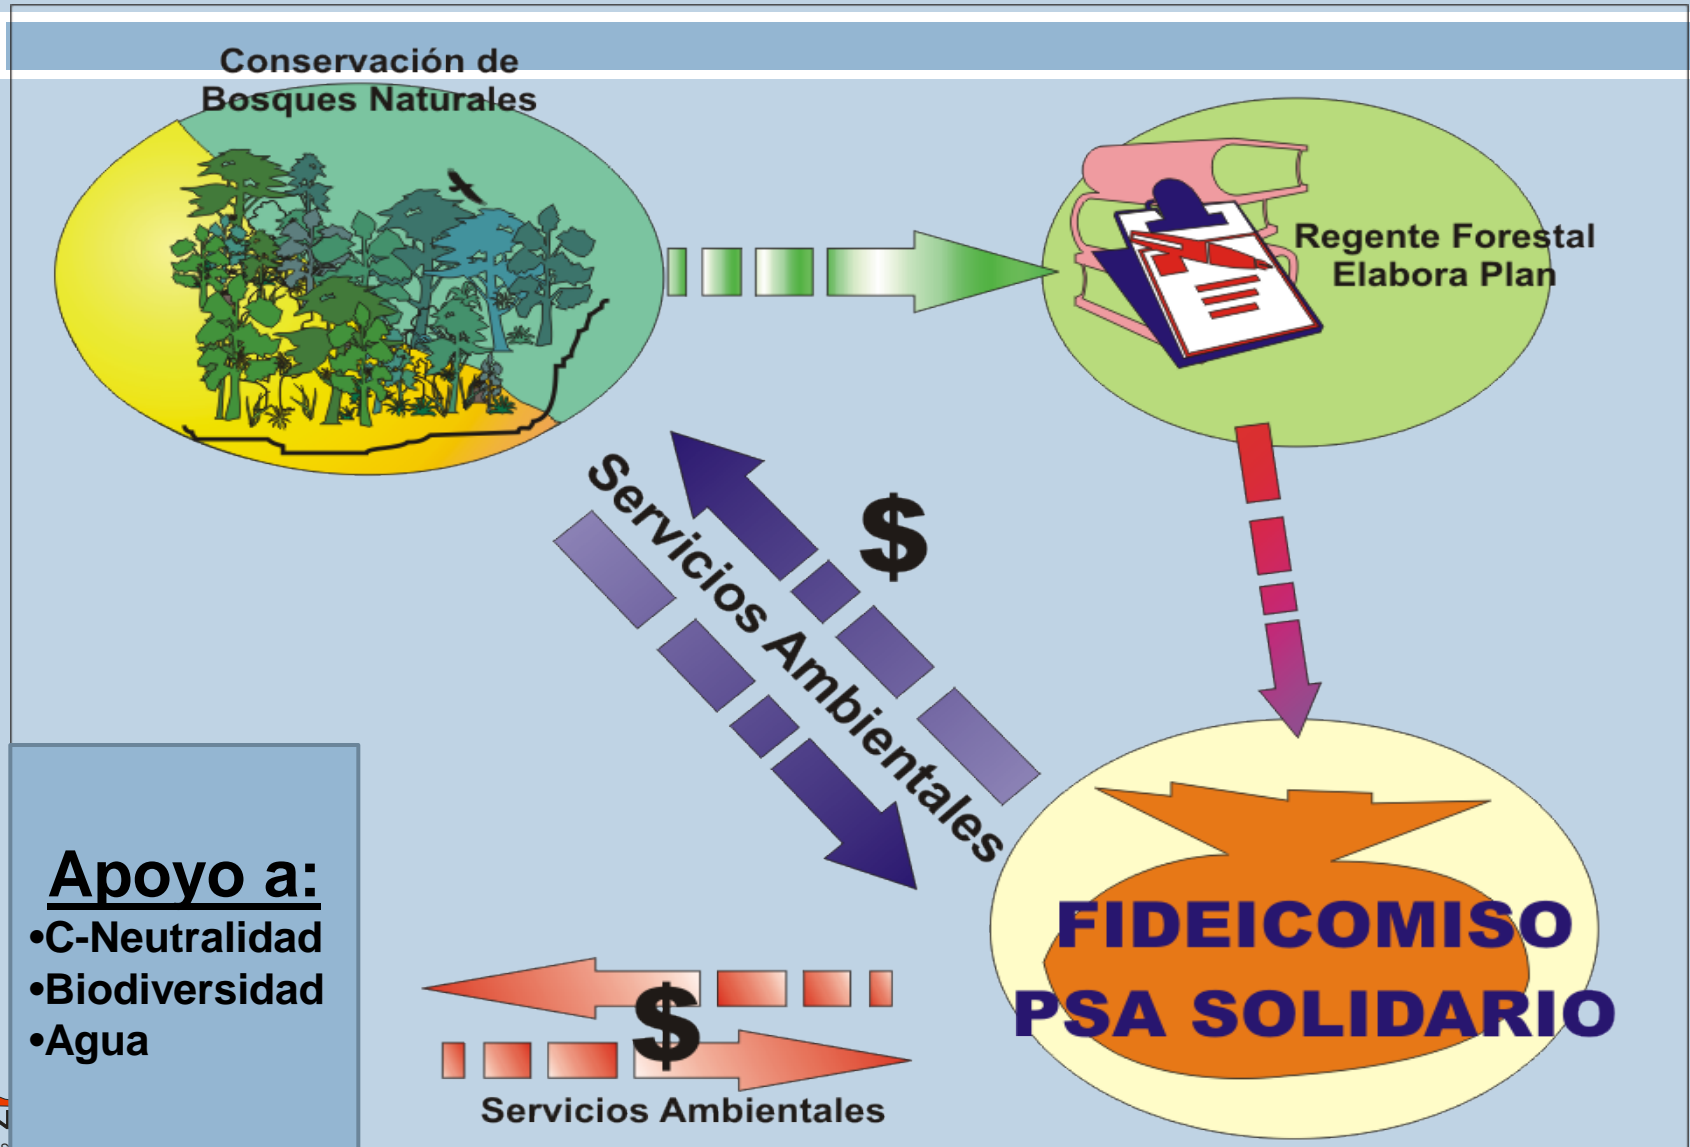 Conservación de
Bosques Naturales
Regente Forestal
Elabora Plan
$
Servicios Ambientales
FIDEICOMISO
PSA SOLIDARIO
Apoyo a:
•C-Neutralidad
•Biodiversidad
•Agua
$
Servicios Ambientales